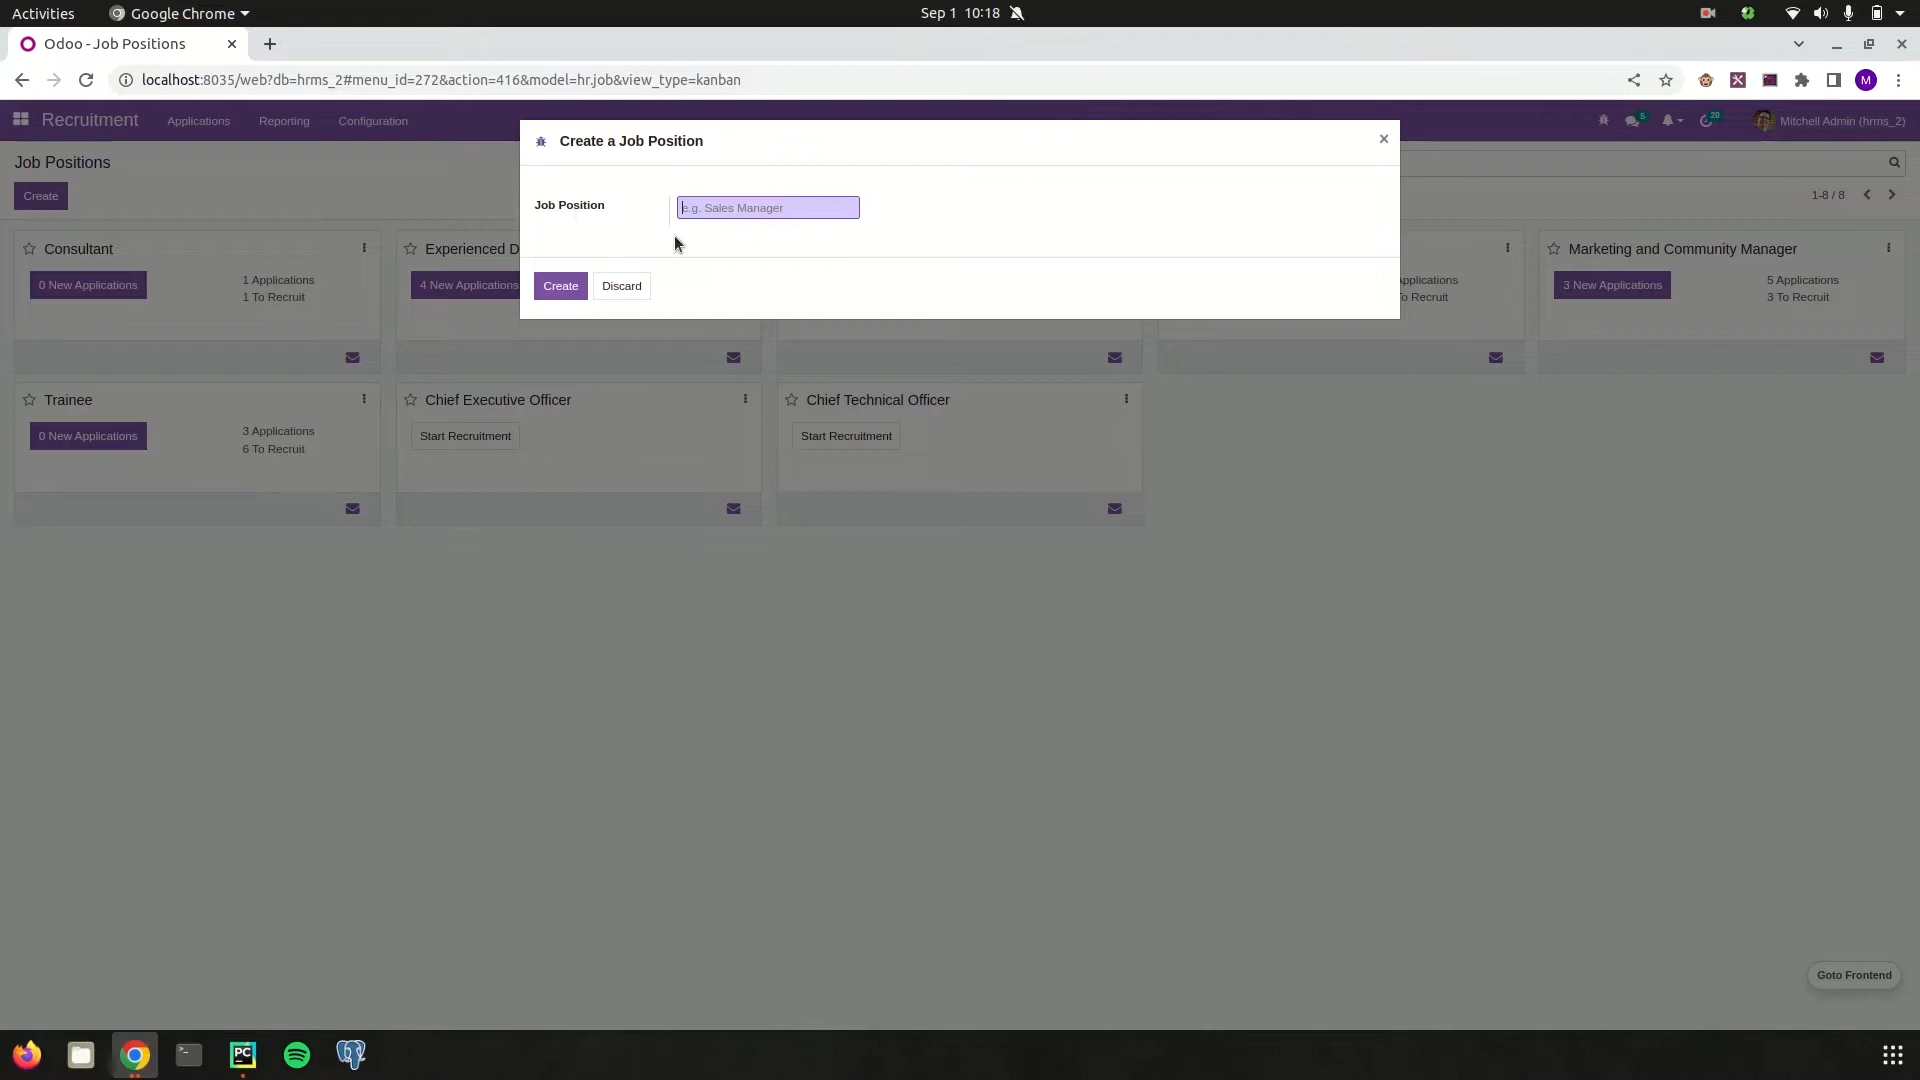 Activities
Google Chrome
Sep 1 10:18
Odoo - Job Positions
localhost:8035/web?db=hrms_2#menu_id=272&action=416&model=hr.job&view_type=kanban
M
Recruitment
Applications
Reporting
Configuration
5
20
Mitchell Admin (hrms_2)
Create a Job Position
Job Positions
Create
1-8 / 8
Job Position
e.g. Sales Manager
Create
Discard
Consultant
0 New Applications
1 Applications
1 To Recruit
Experienced D
4 New Applications
pplications
o Recruit
Marketing and Community Manager
3 New Applications
5 Applications
3 To Recruit
Trainee
0 New Applications
3 Applications
6 To Recruit
Chief Executive Officer
Start Recruitment
Chief Technical Officer
Start Recruitment
Goto Frontend
PC